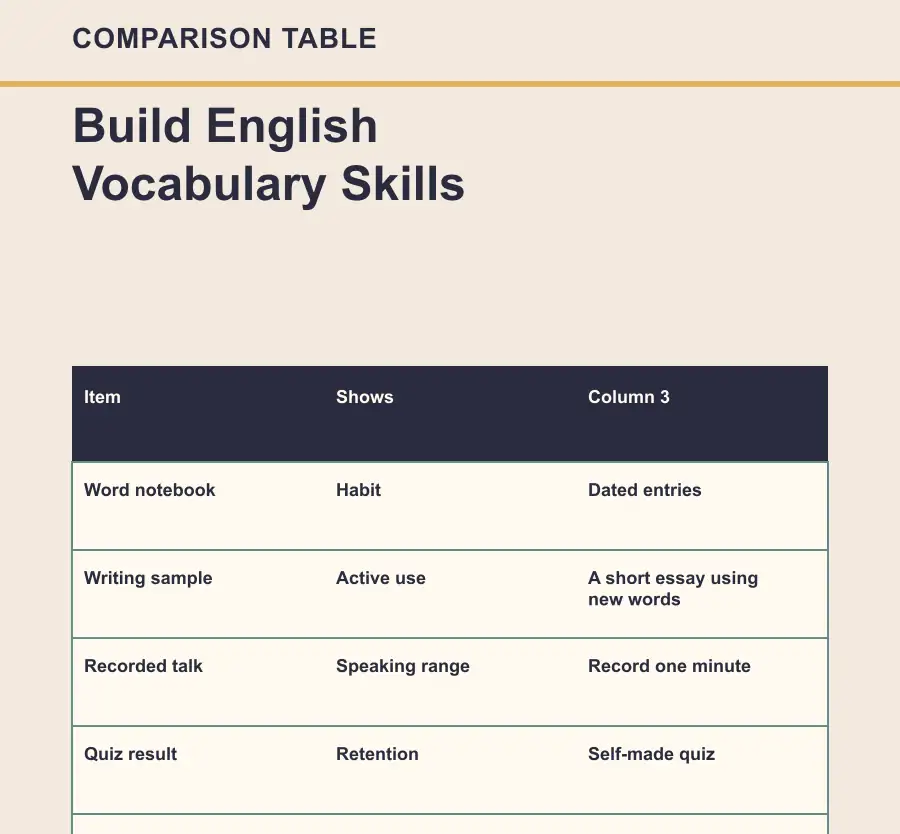 COMPARISON TABLE
Build English
Vocabulary Skills
Item Shows Column 3
Word notebook Habit Dated entries
Writing sample Active use A short essay using
new words
Recorded talk Speaking range Record one minute
Quiz result Retention Self-made quiz